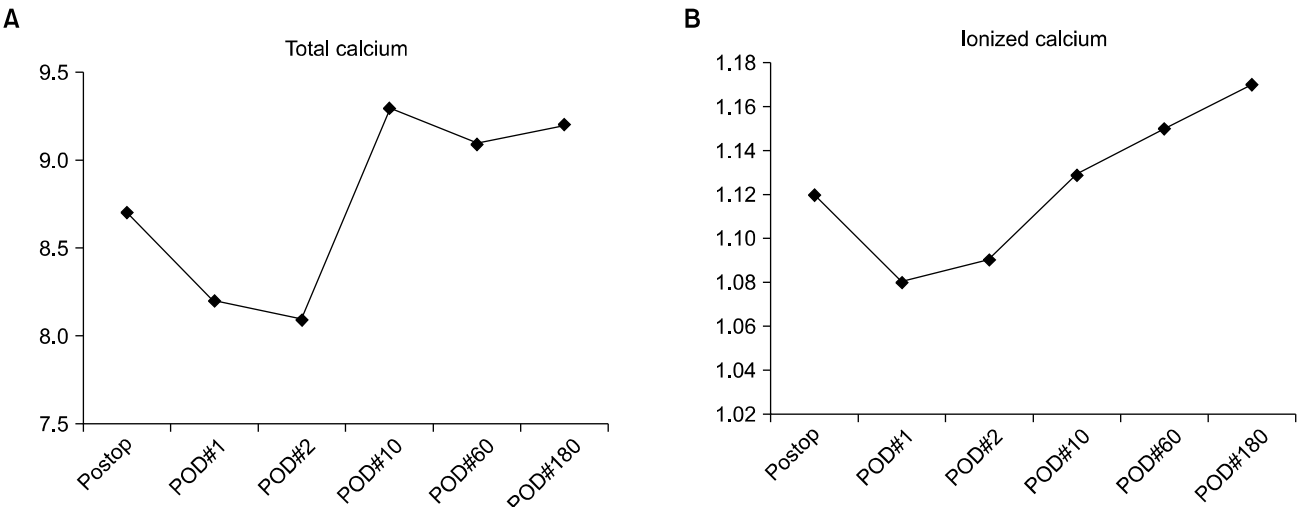 A
Total calcium
9.5
9.0
8.5
8.0
7.5
Postop
POD#1
POD#2
POD#10
POD#60
POD#180
B
Ionized calcium
1.18
1.16
1.14
1.12
1.10
1.08
1.06
1.04
1.02
Postop
POD#1
POD#2
POD#10
POD#60
POD#180